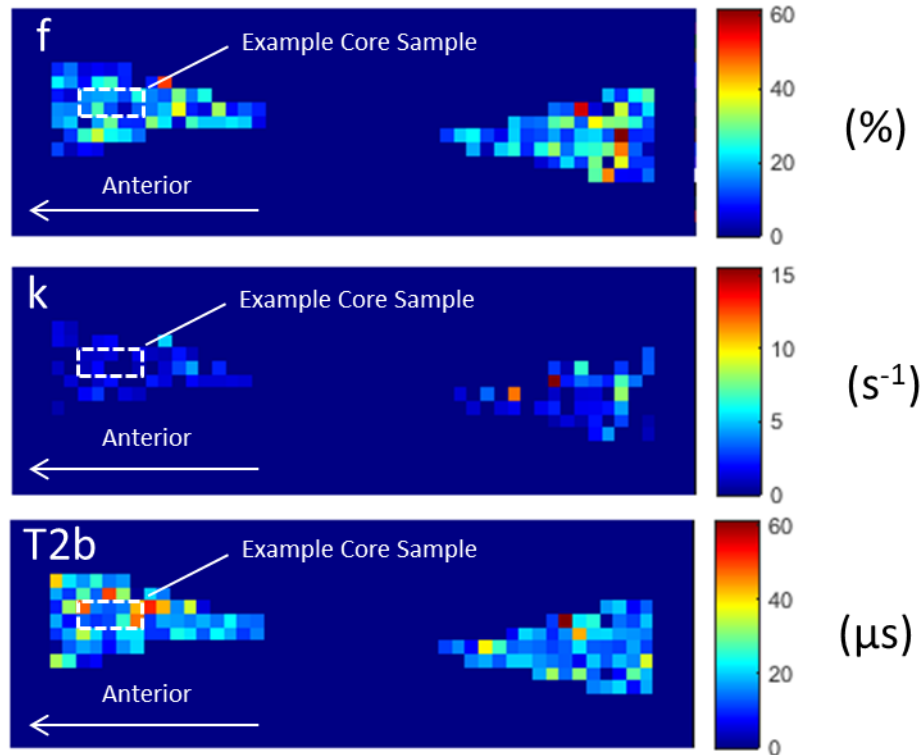 f
Example Core Sample
Anterior
60
40
20
0
(%)
k
Example Core Sample
Anterior
15
10
5
0
(s⁻¹)
T2b
Example Core Sample
Anterior
60
40
20
0
(μs)